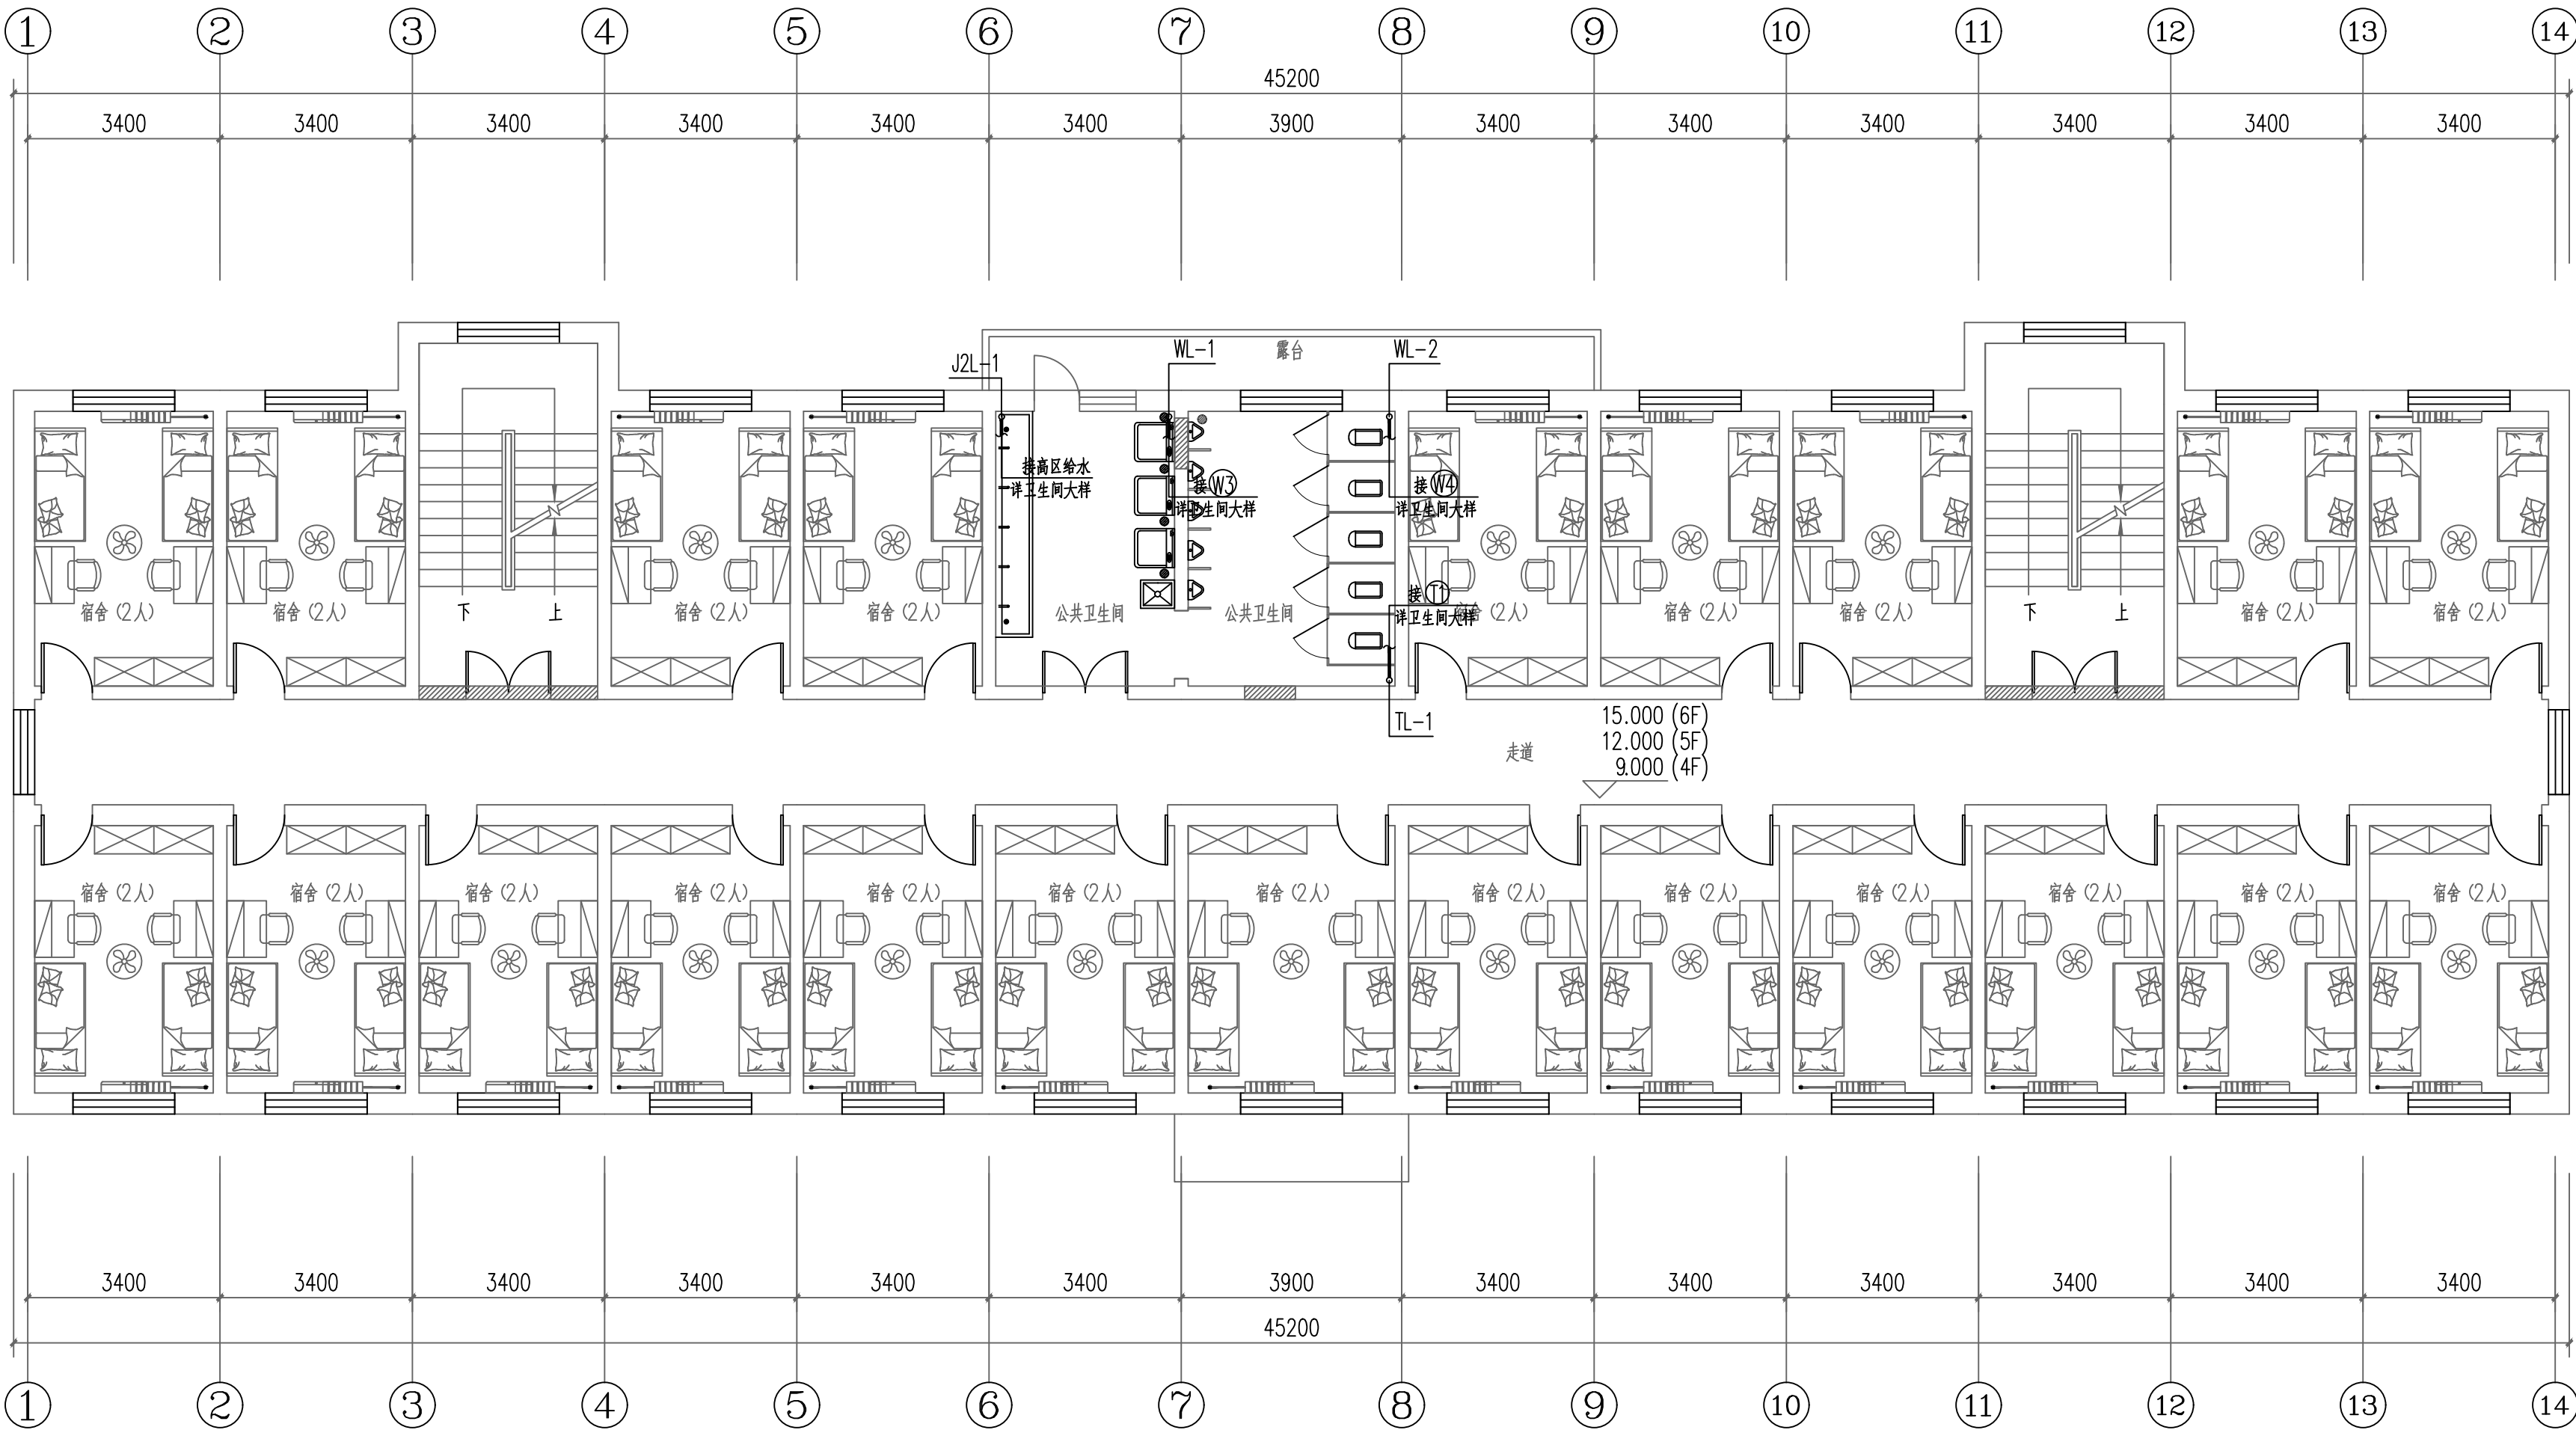 1 2 3 4 5 6 7 8 9 10 11 12 13 14
45200
3400 3400 3400 3400 3400 3400 3900 3400 3400 3400 3400 3400 3400
J2L-1
WL-1
露台
WL-2
接高区给水
详卫生间大样
接W3
详卫生间大样
接W4
详卫生间大样
接T1
详卫生间大样
宿舍(2人) 宿舍(2人) 下 上 宿舍(2人) 宿舍(2人) 公共卫生间 公共卫生间 宿舍(2人) 宿舍(2人) 宿舍(2人) 下 上 宿舍(2人) 宿舍(2人)
TL-1
走道
15.000 (6F)
12.000 (5F)
9.000 (4F)
宿舍(2人) 宿舍(2人) 宿舍(2人) 宿舍(2人) 宿舍(2人) 宿舍(2人) 宿舍(2人) 宿舍(2人) 宿舍(2人) 宿舍(2人) 宿舍(2人) 宿舍(2人) 宿舍(2人)
3400 3400 3400 3400 3400 3400 3900 3400 3400 3400 3400 3400 3400
45200
1 2 3 4 5 6 7 8 9 10 11 12 13 14